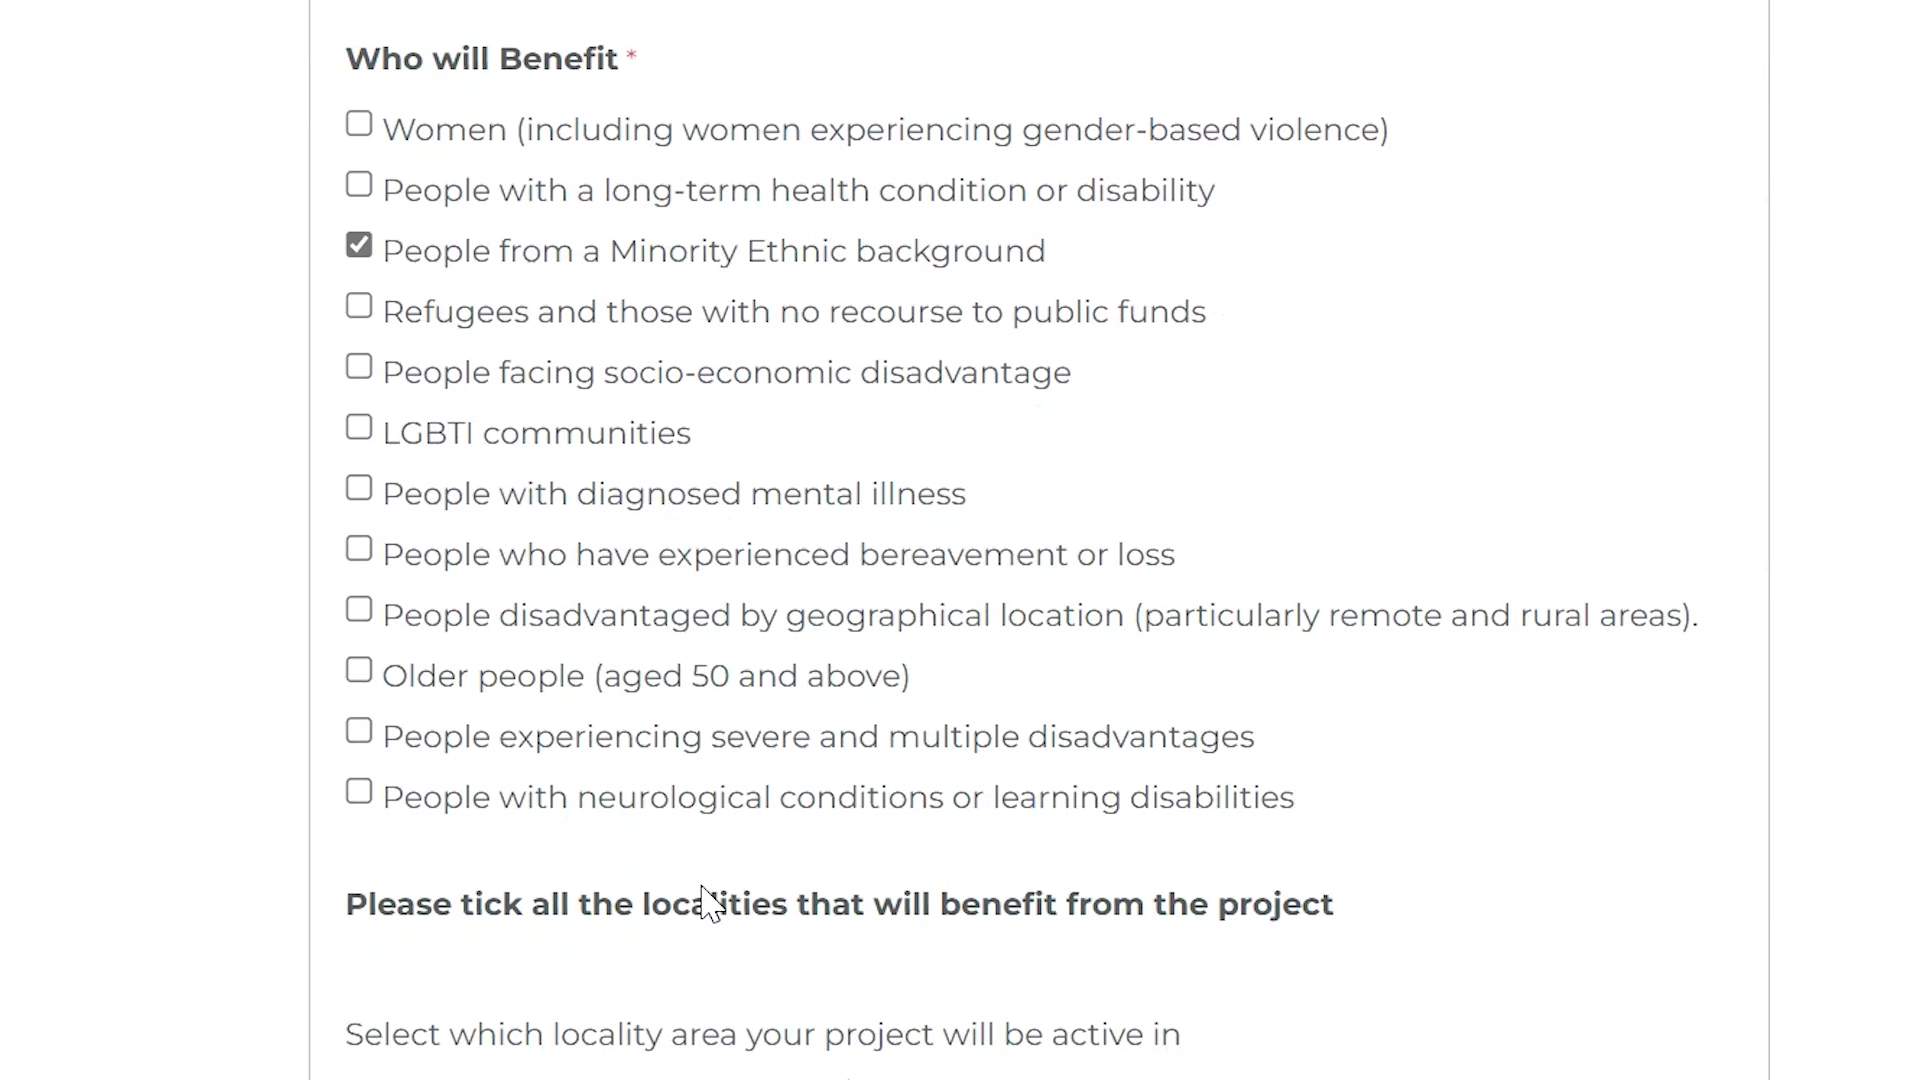 Who will Benefit *
Women (including women experiencing gender-based violence)
People with a long-term health condition or disability
People from a Minority Ethnic background
Refugees and those with no recourse to public funds
People facing socio-economic disadvantage
LGBTI communities
People with diagnosed mental illness
People who have experienced bereavement or loss
People disadvantaged by geographical location (particularly remote and rural areas).
Older people (aged 50 and above)
People experiencing severe and multiple disadvantages
People with neurological conditions or learning disabilities
Please tick all the localities that will benefit from the project
Select which locality area your project will be active in